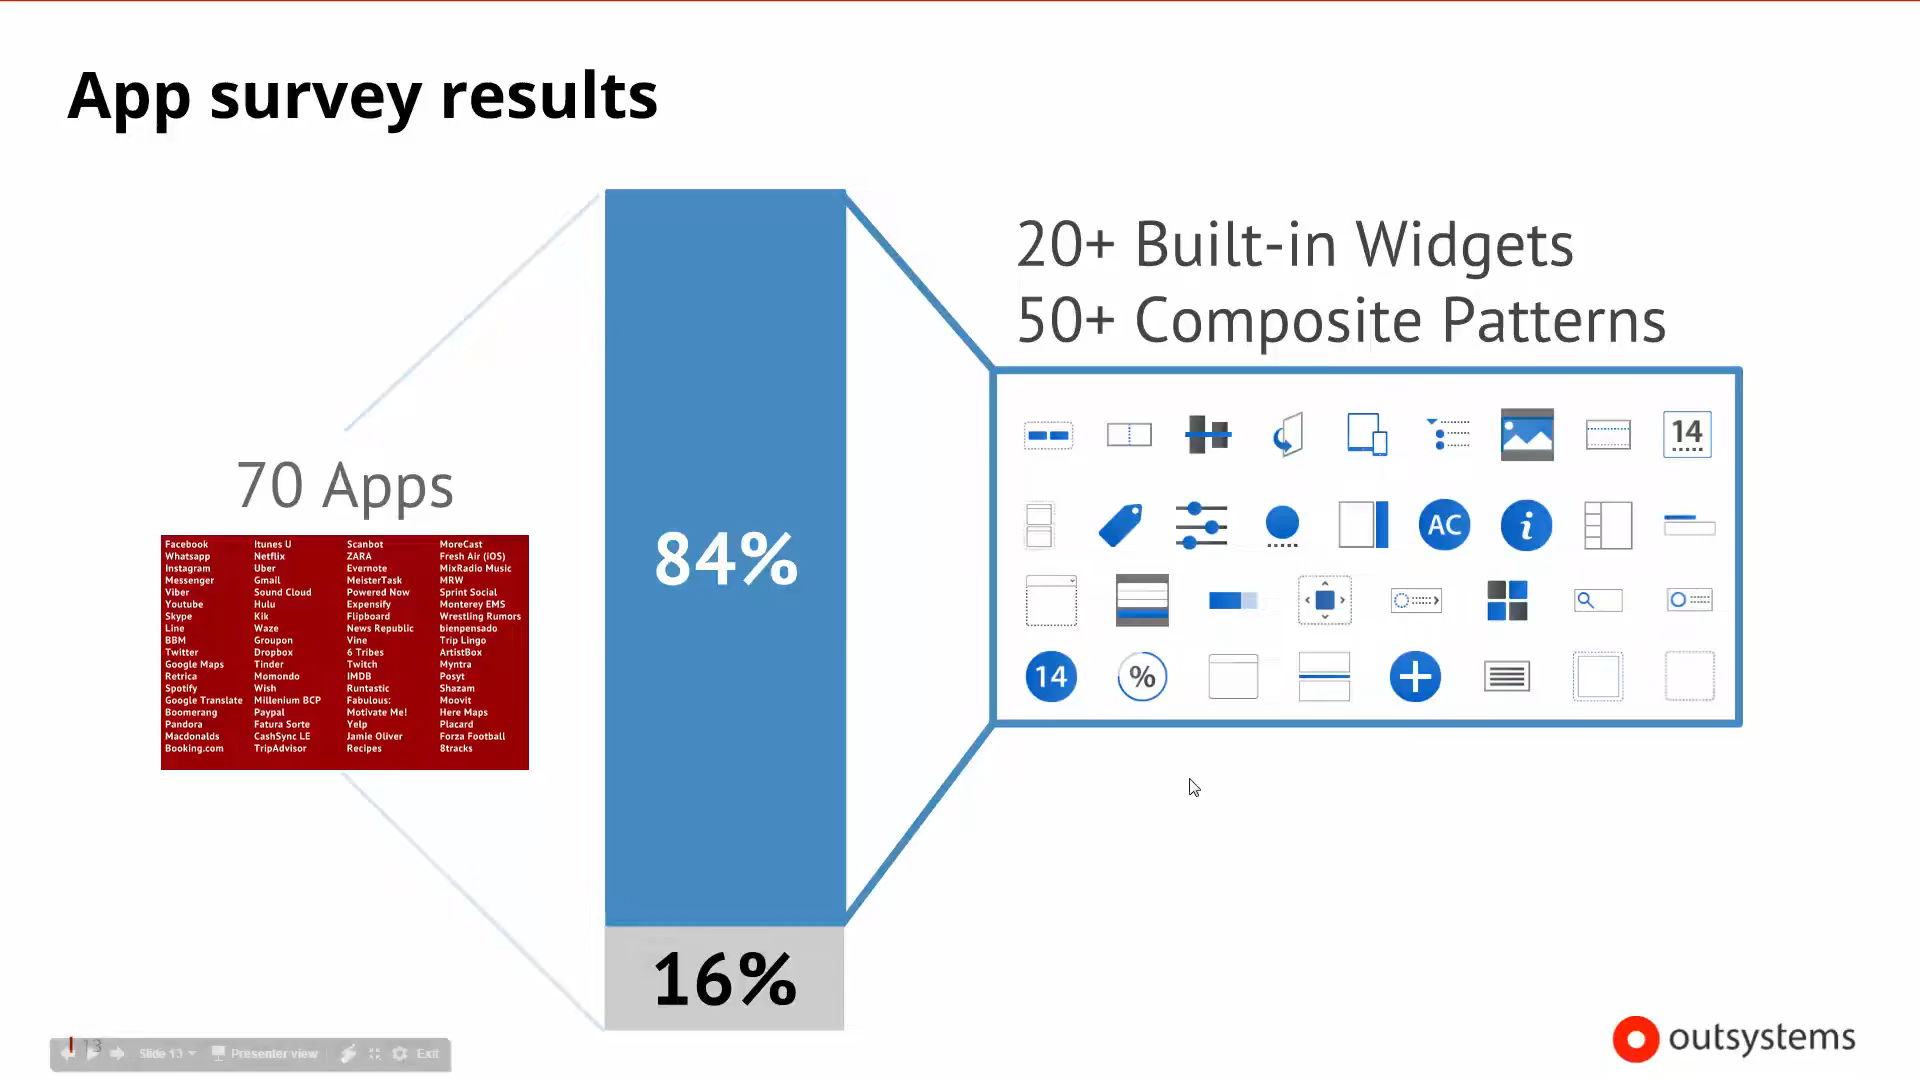 App survey results
20+ Built-in Widgets
50+ Composite Patterns
70 Apps
Facebook
Whatsapp
Instagram
Messenger
Viber
Youtube
Skype
Line
BBM
Twitter
Google Maps
Retrica
Spotify
Google Translate
Boomerang
Pandora
Macdonalds
Booking.com
Itunes U
Netflix
Uber
Gmail
Sound Cloud
Hulu
Kik
Waze
Groupon
Dropbox
Tinder
Momondo
Wish
Millenium BCP
Paypal
Fatura Sorte
CashSync LE
TripAdvisor
Scanbot
ZARA
Evernote
MeisterTask
Powered Now
Expensify
Flipboard
News Republic
Vine
6 Tribes
Twitch
IMDB
Runtastic
Fabulous:
Motivate Me!
Yelp
Jamie Oliver
Recipes
MoreCast
Fresh Air (iOS)
MixRadio Music
MRW
Sprint Social
Monterey EMS
Wrestling Rumors
bienpensado
Trip Lingo
ArtistBox
Myntra
Posyt
Shazam
Moovit
Here Maps
Placard
Forza Football
8tracks
84%
16%
14
AC
i
14
%
13
Slide 13
Presenter view
Exit
outsystems